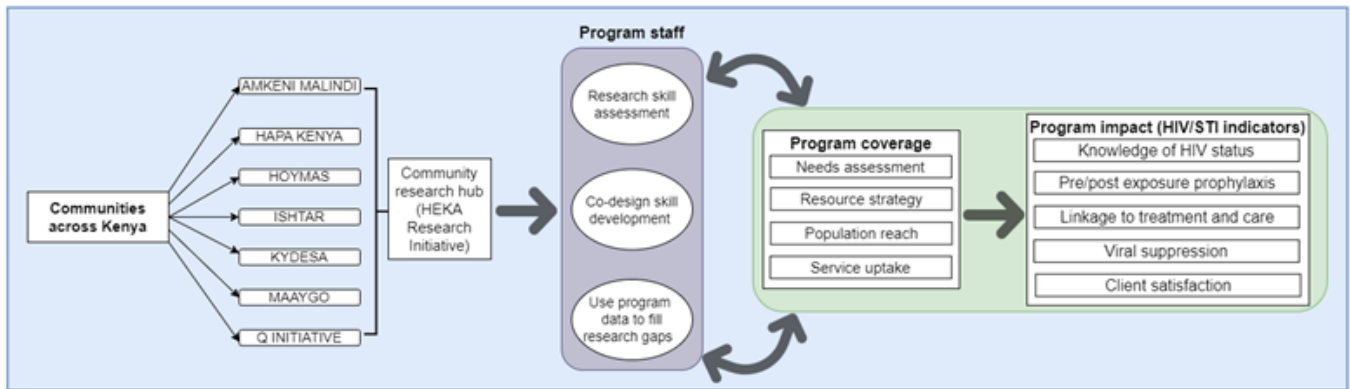 Communities
across Kenya
AMKENI MALINDI
HAPA KENYA
HOYMAS
ISHTAR
KYDESA
MAAYGO
Q INITIATIVE
Community
research hub
(HEKA
Research
Initiative)
Program staff
Research skill
assessment
Co-design skill
development
Use program
data to fill
research gaps
Program coverage
Needs assessment
Resource strategy
Population reach
Service uptake
Program impact (HIV/STI indicators)
Knowledge of HIV status
Pre/post exposure prophylaxis
Linkage to treatment and care
Viral suppression
Client satisfaction